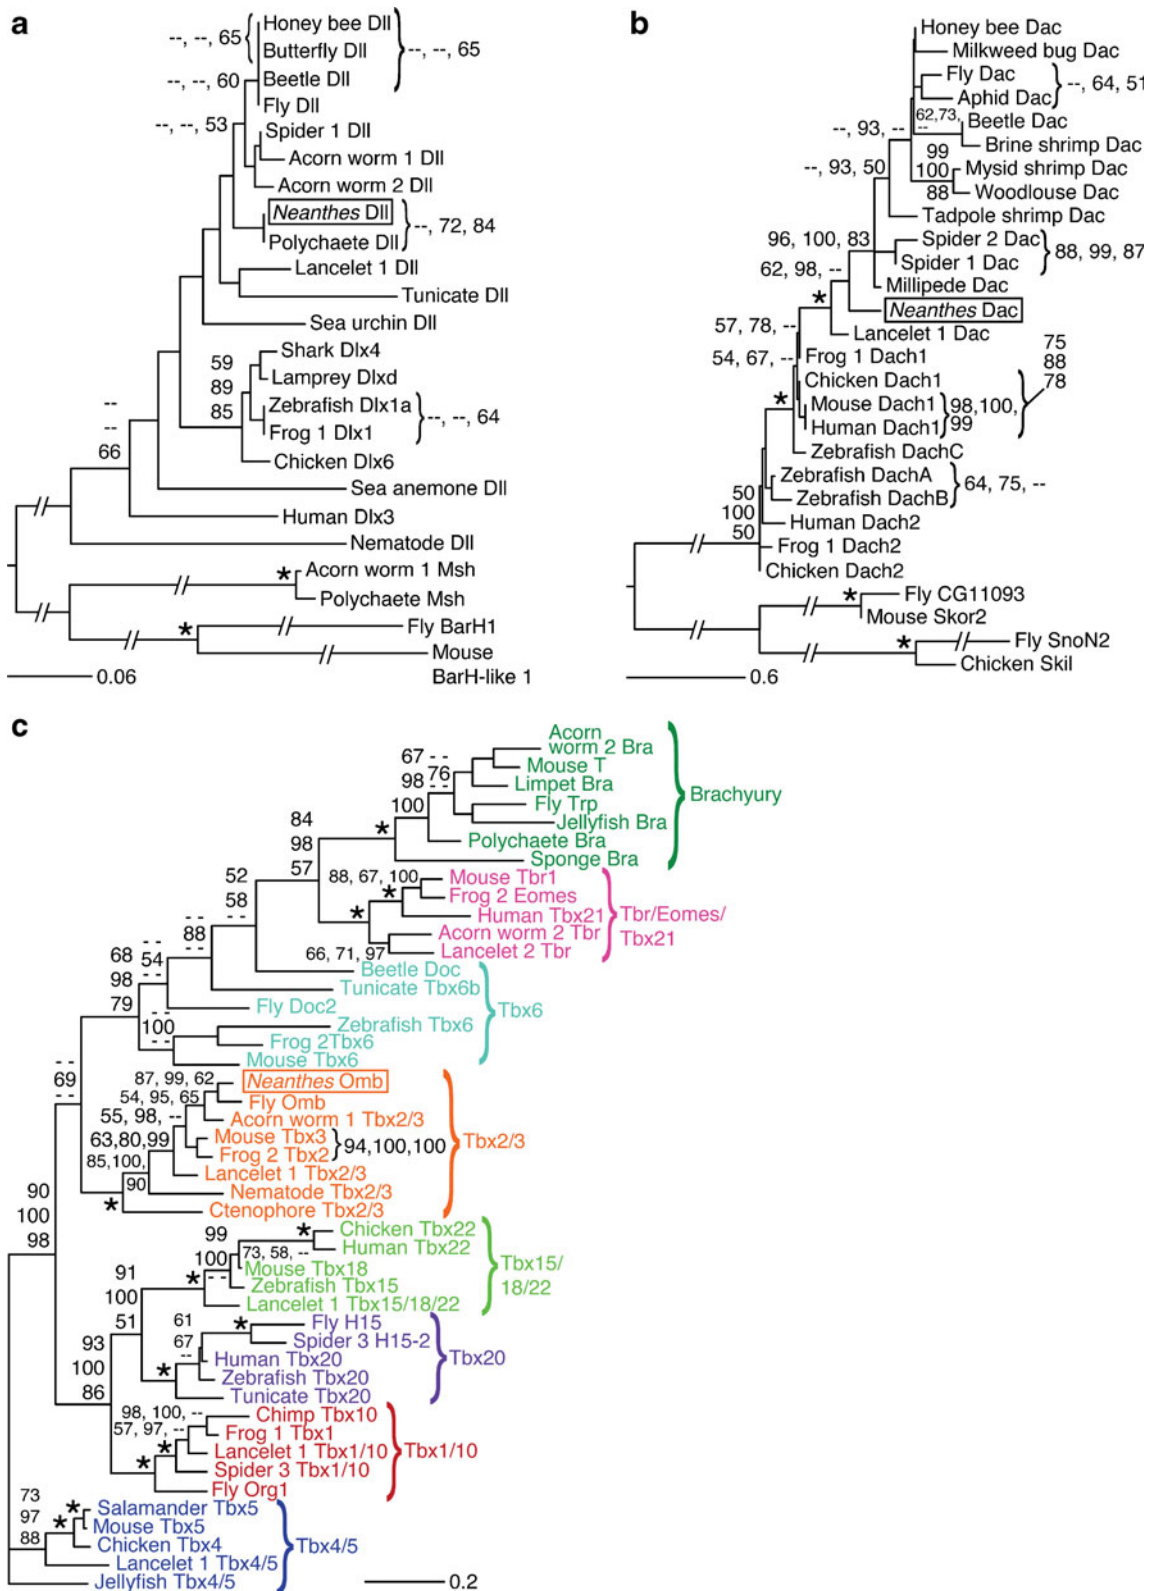 a
Honey bee Dll
--, --, 65
Butterfly Dll
--, --, 65
--, --, 60
Beetle Dll
Fly Dll
--, --, 53
Spider 1 Dll
Acorn worm 1 Dll
Acorn worm 2 Dll
Neanthes Dll
--, 72, 84
Polychaete Dll
Lancelet 1 Dll
Tunicate Dll
Sea urchin Dll
Shark Dlx4
59
Lamprey Dlxd
89
Zebrafish Dlx1a
85
--, --, 64
Frog 1 Dlx1
--
--
66
Chicken Dlx6
Sea anemone Dll
Human Dlx3
Nematode Dll
Acorn worm 1 Msh
*
Polychaete Msh
Fly BarH1
*
Mouse
BarH-like 1
0.06
b
Honey bee Dac
Milkweed bug Dac
Fly Dac
--, 64, 51
Aphid Dac
62,73,
--
Beetle Dac
--, 93, --
Brine shrimp Dac
99
100
88
Mysid shrimp Dac
--, 93, 50
Woodlouse Dac
Tadpole shrimp Dac
96, 100, 83
Spider 2 Dac
88, 99, 87
Spider 1 Dac
62, 98, --
Millipede Dac
*
Neanthes Dac
57, 78, --
Lancelet 1 Dac
75
88
78
54, 67, --
Frog 1 Dach1
Chicken Dach1
*
Mouse Dach1
98,100,
99
Human Dach1
Zebrafish DachC
Zebrafish DachA
64, 75, --
Zebrafish DachB
50
100
50
Human Dach2
Frog 1 Dach2
Chicken Dach2
*
Fly CG11093
Mouse Skor2
*
Fly SnoN2
Chicken Skil
0.6
c
Acorn
worm 2 Bra
67
98
100
- -
76
- -
Mouse T
Limpet Bra
Brachyury
Fly Trp
Jellyfish Bra
84
98
57
*
Polychaete Bra
Sponge Bra
52
58
- -
88, 67, 100
*
Mouse Tbr1
Frog 2 Eomes
*
Human Tbx21
Tbr/Eomes/
Tbx21
Acorn worm 2 Tbr
66, 71, 97
Lancelet 2 Tbr
- -
88
- -
Beetle Doc
Tunicate Tbx6b
- -
54
- -
Fly Doc2
Tbx6
68
98
79
- -
100
- -
Zebrafish Tbx6
Frog 2Tbx6
Mouse Tbx6
- -
69
- -
87, 99, 62
Neanthes Omb
54, 95, 65
Fly Omb
55, 98, --
Acorn worm 1 Tbx2/3
Mouse Tbx3
94,100,100
Tbx2/3
63,80,99
Frog 2 Tbx2
85,100,
90
Lancelet 1 Tbx2/3
Nematode Tbx2/3
*
Ctenophore Tbx2/3
90
100
98
*
Chicken Tbx22
99
100
- -
Human Tbx22
73, 58, --
Mouse Tbx18
Tbx15/
18/22
*
Zebrafish Tbx15
Lancelet 1 Tbx15/18/22
91
100
51
61
67
--
*
Fly H15
Spider 3 H15-2
Human Tbx20
Tbx20
*
Zebrafish Tbx20
Tunicate Tbx20
93
100
86
98, 100, --
Chimp Tbx10
57, 97, --
Frog 1 Tbx1
*
Lancelet 1 Tbx1/10
Tbx1/10
*
Spider 3 Tbx1/10
Fly Org1
73
97
88
*
Salamander Tbx5
*
Mouse Tbx5
Chicken Tbx4
Tbx4/5
Lancelet 1 Tbx4/5
Jellyfish Tbx4/5
0.2